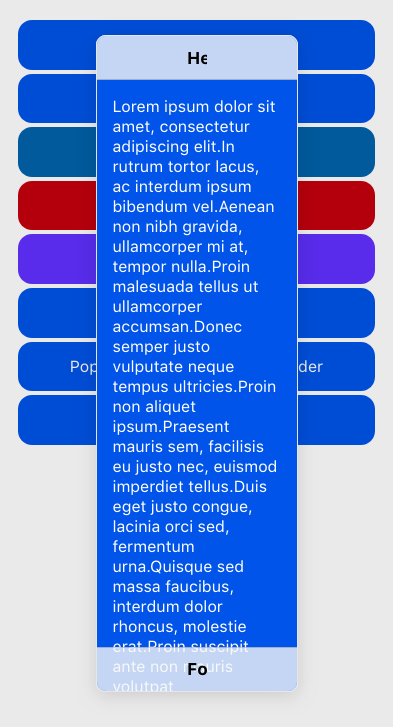 He
Lorem ipsum dolor sit
amet, consectetur
adipiscing elit.In
rutrum tortor lacus,
ac interdum ipsum
bibendum vel.Aenean
non nibh gravida,
ullamcorper mi at,
tempor nulla.Proin
malesuada tellus ut
ullamcorper
accumsan.Donec
semper justo
Pop
vulputate neque
der
tempus ultricies.Proin
non aliquet
ipsum.Praesent
mauris sem, facilisis
eu justo nec, euismod
imperdiet tellus.Duis
eget justo congue,
lacinia orci sed,
fermentum
urna.Quisque sed
massa faucibus,
interdum dolor
rhoncus, molestie
erat.Proin suscipit
ante non mauris
Fo
volutpat